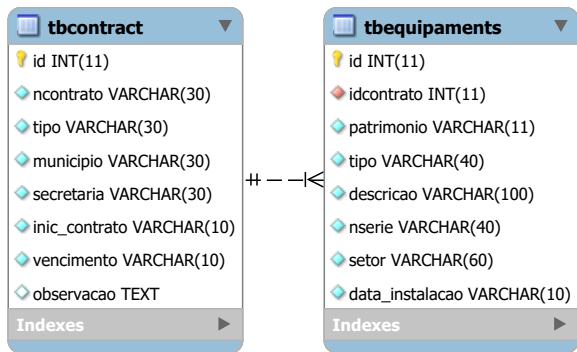 tbcontract
id INT(11)
ncontrato VARCHAR(30)
tipo VARCHAR(30)
municipio VARCHAR(30)
secretaria VARCHAR(30)
inic_contrato VARCHAR(10)
vencimento VARCHAR(10)
observacao TEXT
Indexes
tbequipaments
id INT(11)
idcontrato INT(11)
patrimonio VARCHAR(11)
tipo VARCHAR(40)
descricao VARCHAR(100)
nserie VARCHAR(40)
setor VARCHAR(60)
data_instalacao VARCHAR(10)
Indexes